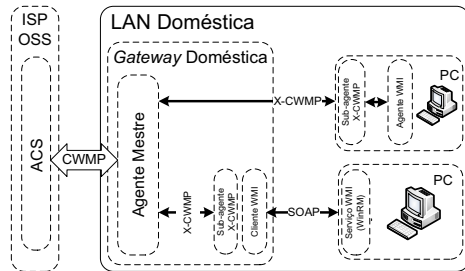 ISP
OSS
ACS
CWMP
LAN Doméstica
Gateway Doméstica
Agente Mestre
X-CWMP
Sub-agente
X-CWMP
Cliente WMI
X-CWMP
Sub-agente
X-CWMP
Agente WMI
PC
SOAP
Serviço WMI
(WinRM)
PC